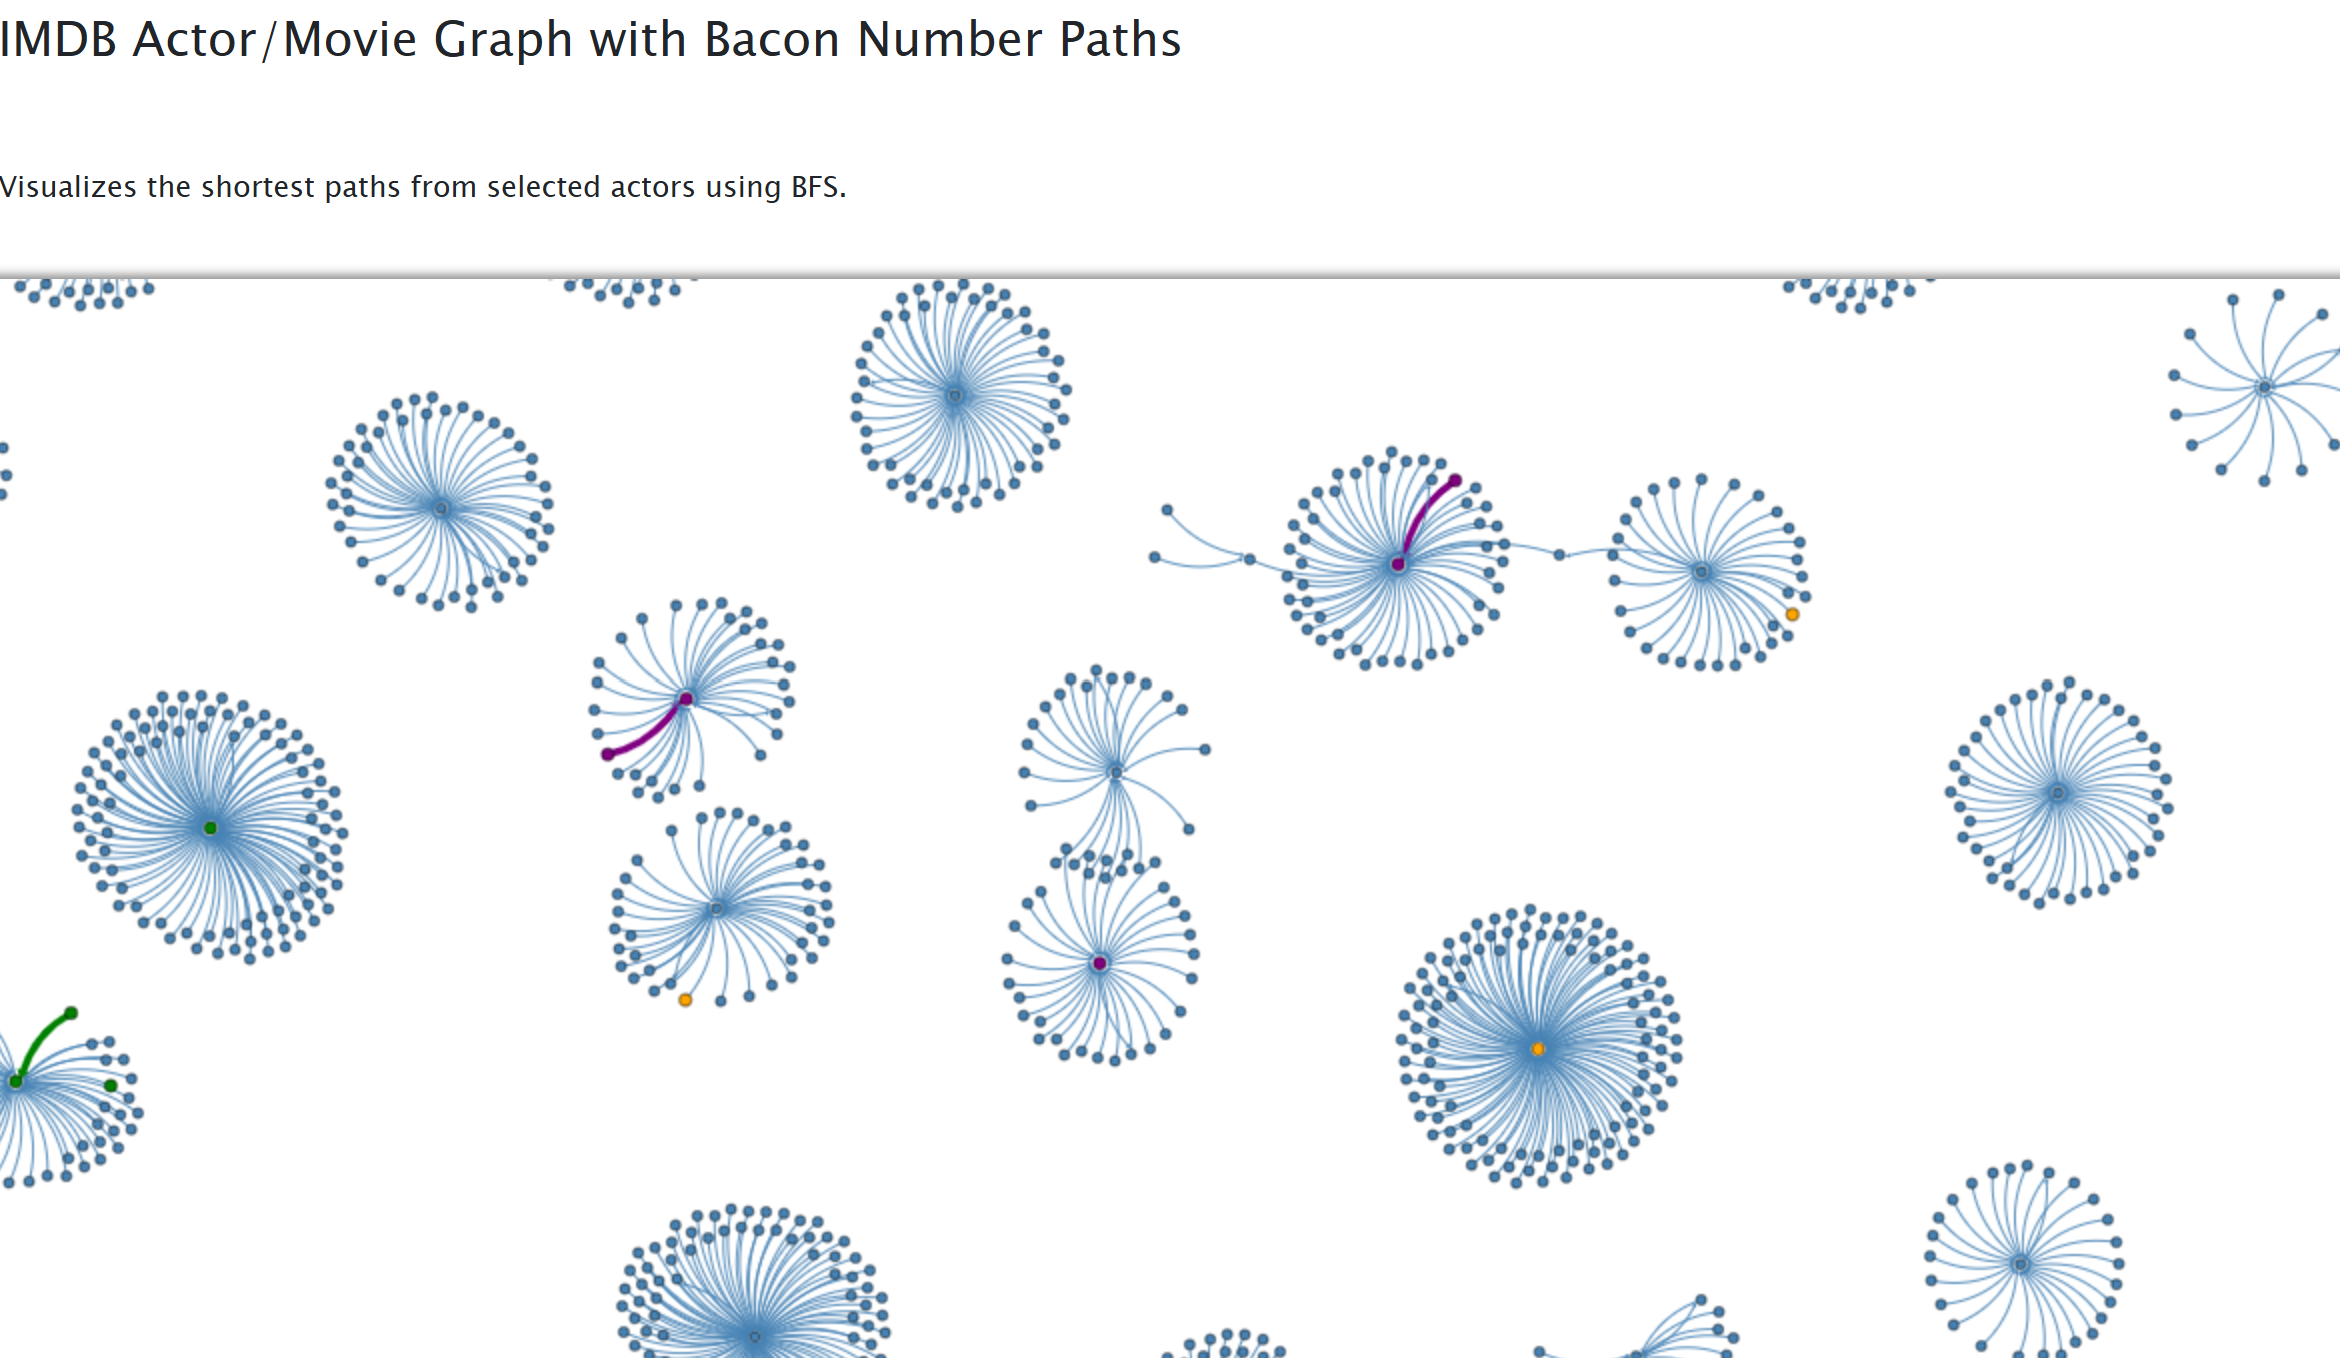 IMDB Actor/Movie Graph with Bacon Number Paths
Visualizes the shortest paths from selected actors using BFS.